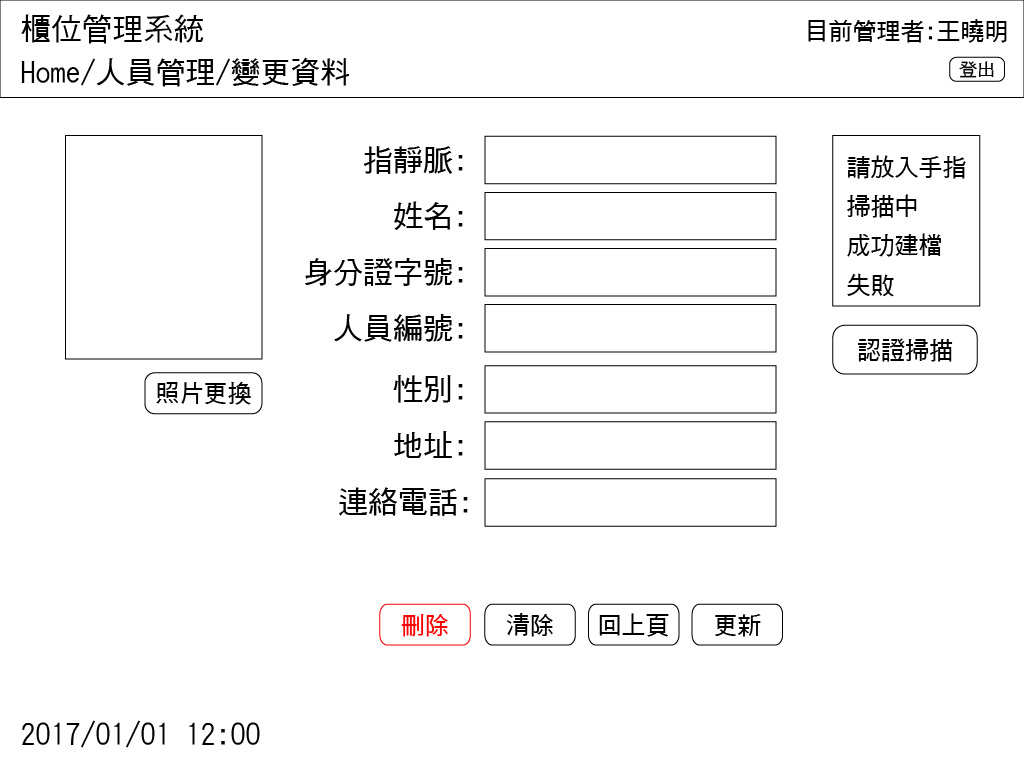 櫃位管理系統
目前管理者:王曉明
Home/人員管理/變更資料
登出
照片更換
指靜脈:
姓名:
身分證字號:
人員編號:
性別:
地址:
連絡電話:
請放入手指
掃描中
成功建檔
失敗
認證掃描
刪除
清除
回上頁
更新
2017/01/01 12:00